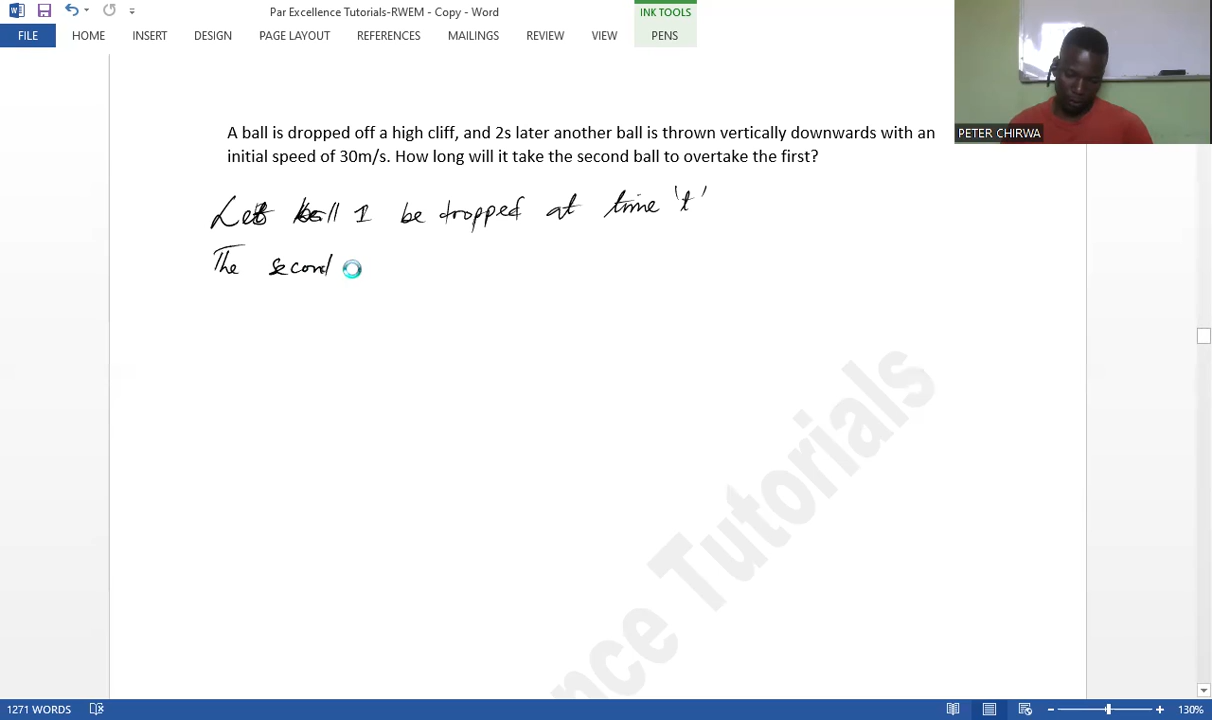 Par Excellence Tutorials-RWEM - Copy - Word
INK TOOLS
FILE HOME INSERT DESIGN PAGE LAYOUT REFERENCES MAILINGS REVIEW VIEW PENS
PETER CHIRWA
A ball is dropped off a high cliff, and 2s later another ball is thrown vertically downwards with an
initial speed of 30m/s. How long will it take the second ball to overtake the first?
Let ball 1 be dropped at time 't'
The second
nce Tutorials
1271 WORDS
130%